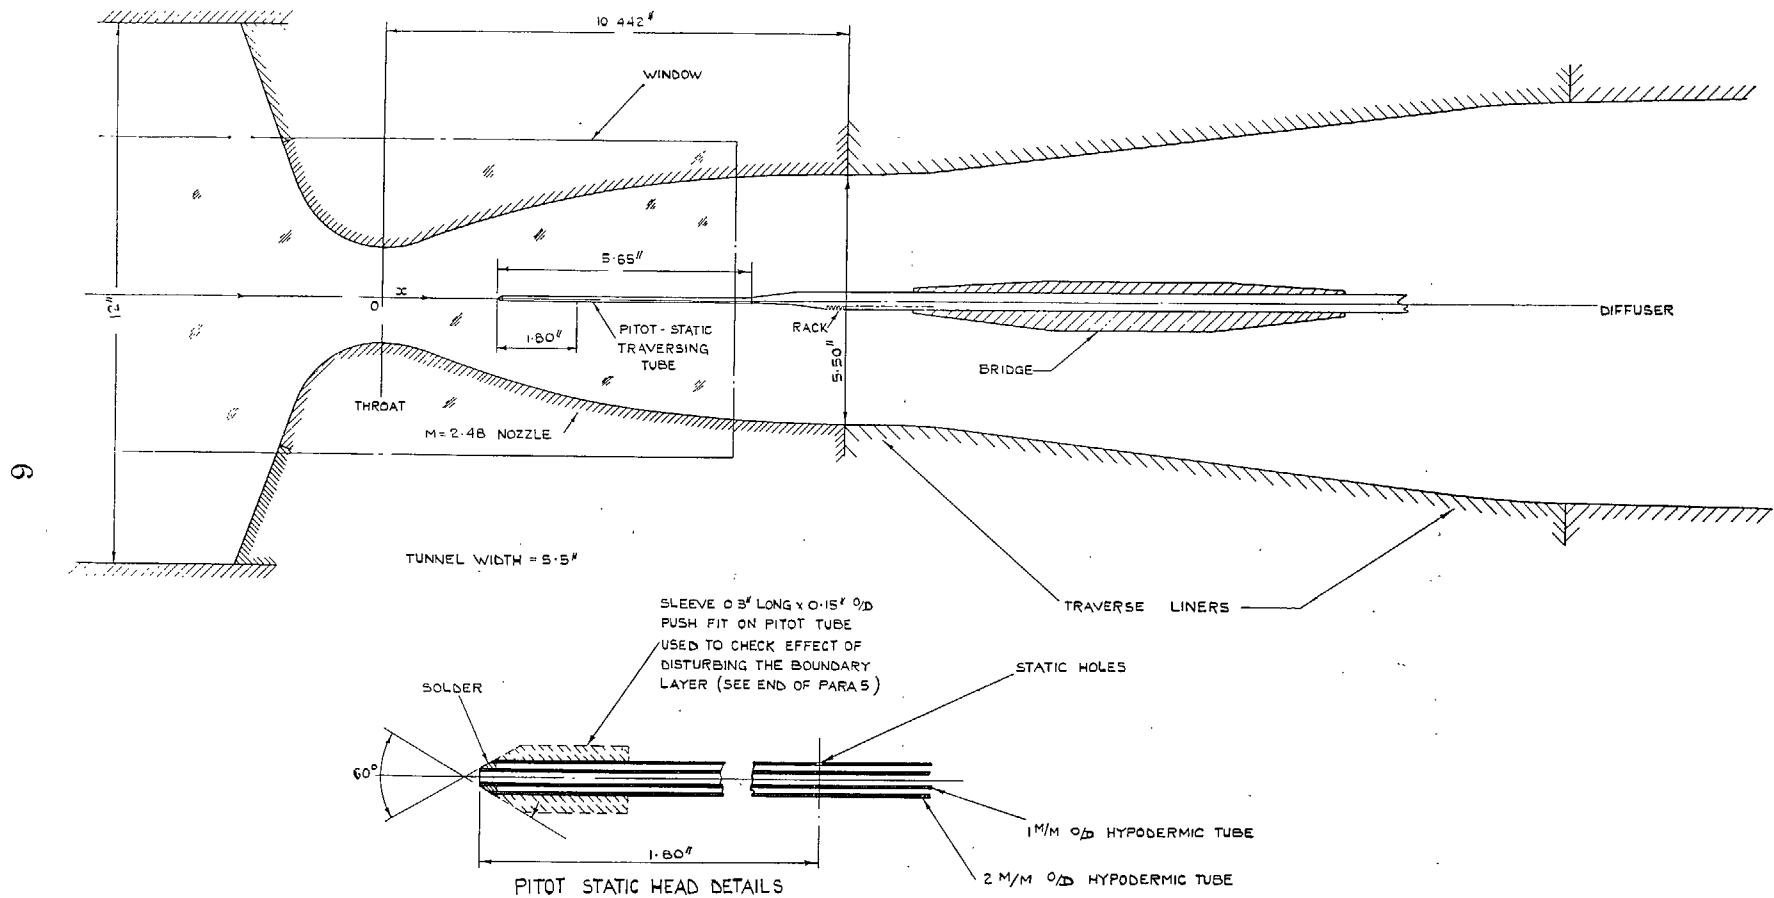 10.442"
WINDOW
12"
5.65"
O
x
1.80"
PITOT - STATIC
TRAVERSING
TUBE
RACK
5.50"
BRIDGE
DIFFUSER
THROAT
M = 2.48 NOZZLE
6
TUNNEL WIDTH = 5.5"
TRAVERSE LINERS
SLEEVE 0.3" LONG x 0.15" O/D
PUSH FIT ON PITOT TUBE
USED TO CHECK EFFECT OF
DISTURBING THE BOUNDARY
LAYER (SEE END OF PARA 5)
STATIC HOLES
SOLDER
60°
1.80"
1 M/M O/D HYPODERMIC TUBE
2 M/M O/D HYPODERMIC TUBE
PITOT STATIC HEAD DETAILS